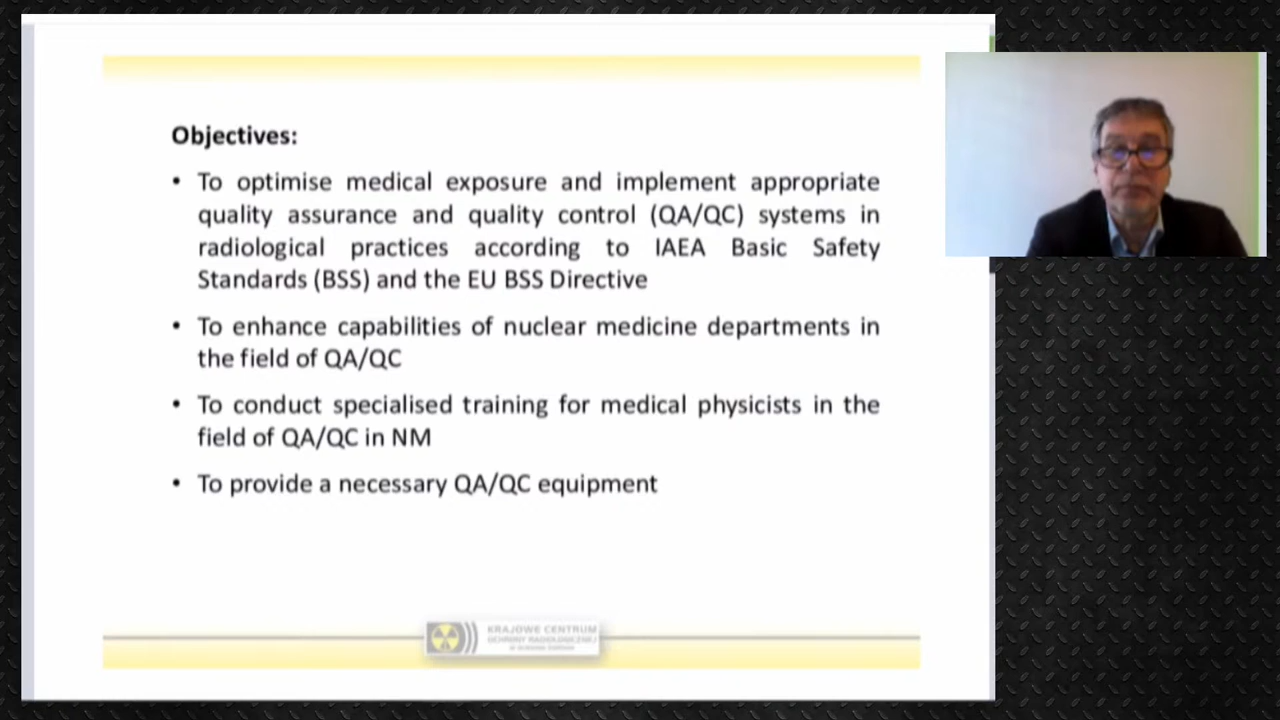 Objectives:
• To optimise medical exposure and implement appropriate
quality assurance and quality control (QA/QC) systems in
radiological practices according to IAEA Basic Safety
Standards (BSS) and the EU BSS Directive
• To enhance capabilities of nuclear medicine departments in
the field of QA/QC
• To conduct specialised training for medical physicists in the
field of QA/QC in NM
• To provide a necessary QA/QC equipment
KRAJOWE CENTRUM
OCHRONY RADIOLOGICZNEJ